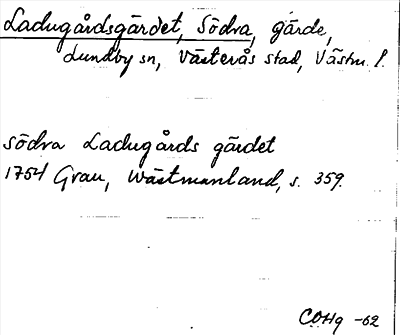 Ladugårdsgärdet, Södra, gärde,
Lundby sn, Västerås stad, Västm. l.
södra Ladugårds gärdet
1754 Grau, Wästmanland, s. 359.
COHg -62